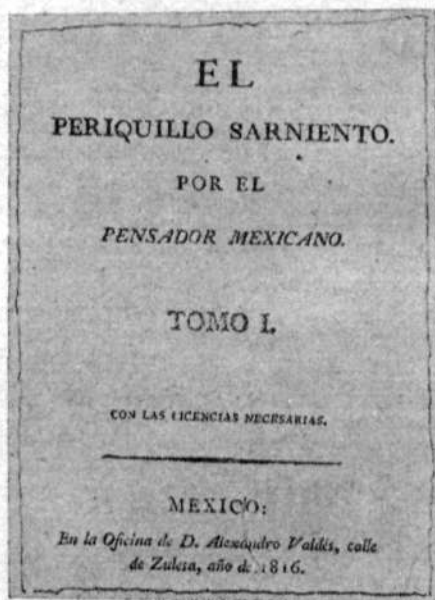 EL
PERIQUILLO SARNIENTO.
POR EL
PENSADOR MEXICANO.
TOMO I.
CON LAS LICENCIAS NECESARIAS.
MEXICO:
En la Oficina de D. Alexandro Valdés, calle
de Zulesa, año de 1816.